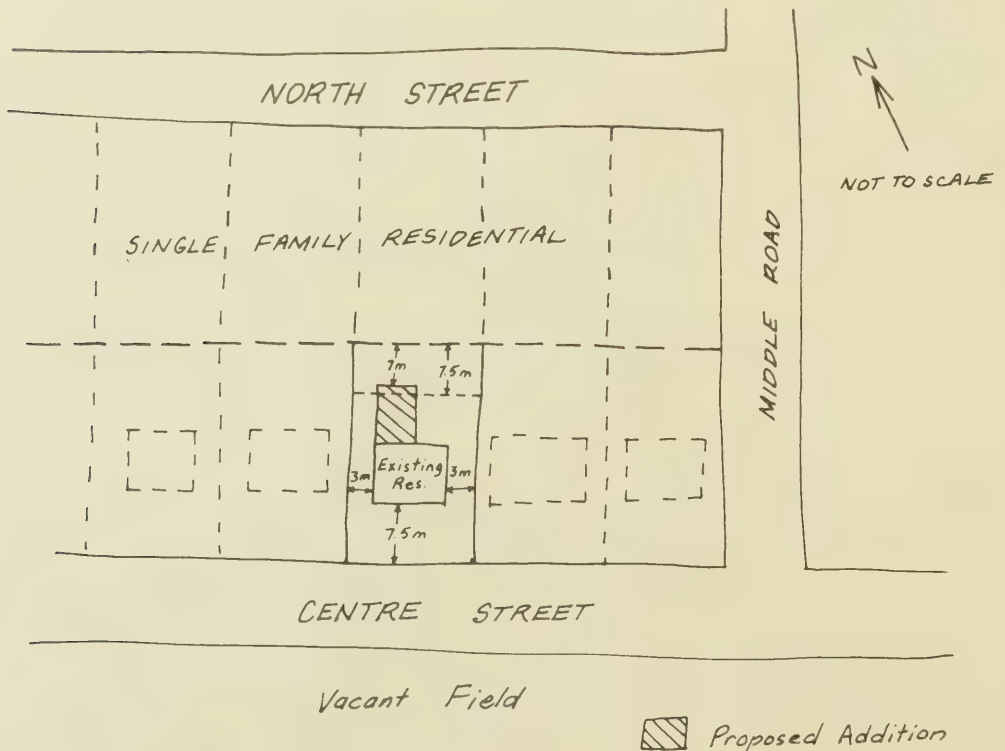 NORTH STREET
N
NOT TO SCALE
SINGLE FAMILY RESIDENTIAL
MIDDLE ROAD
7m
7.5m
3m
Existing
Res.
3m
7.5m
CENTRE STREET
Vacant Field
Proposed Addition